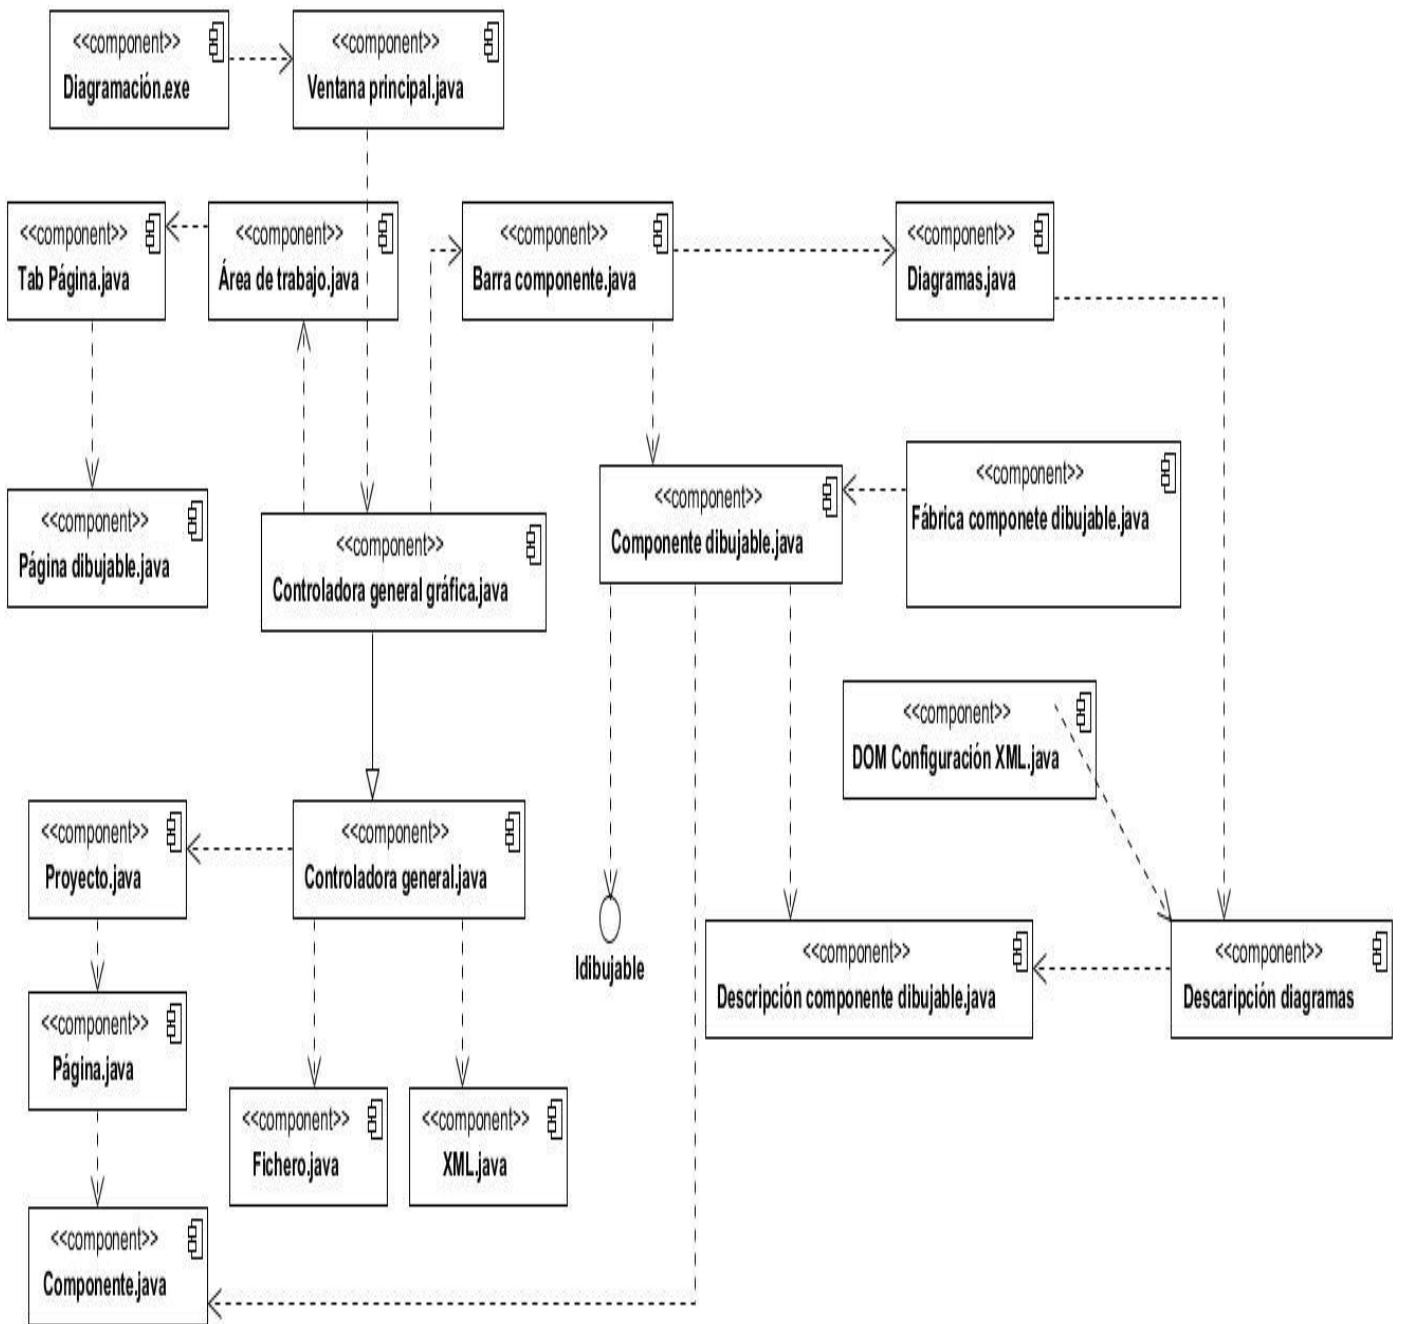 <<component>>
Diagramación.exe
<<component>>
Ventana principal.java
<<component>>
Tab Página.java
<<component>>
Área de trabajo.java
<<component>>
Barra componente.java
<<component>>
Diagramas.java
<<component>>
Página dibujable.java
<<component>>
Controladora general gráfica.java
<<component>>
Componente dibujable.java
<<component>>
Fábrica componete dibujable.java
<<component>>
DOM Configuración XML.java
<<component>>
Proyecto.java
<<component>>
Controladora general.java
Idibujable
<<component>>
Descripción componente dibujable.java
<<component>>
Descaripción diagramas
<<component>>
Página.java
<<component>>
Fichero.java
<<component>>
XML.java
<<component>>
Componente.java